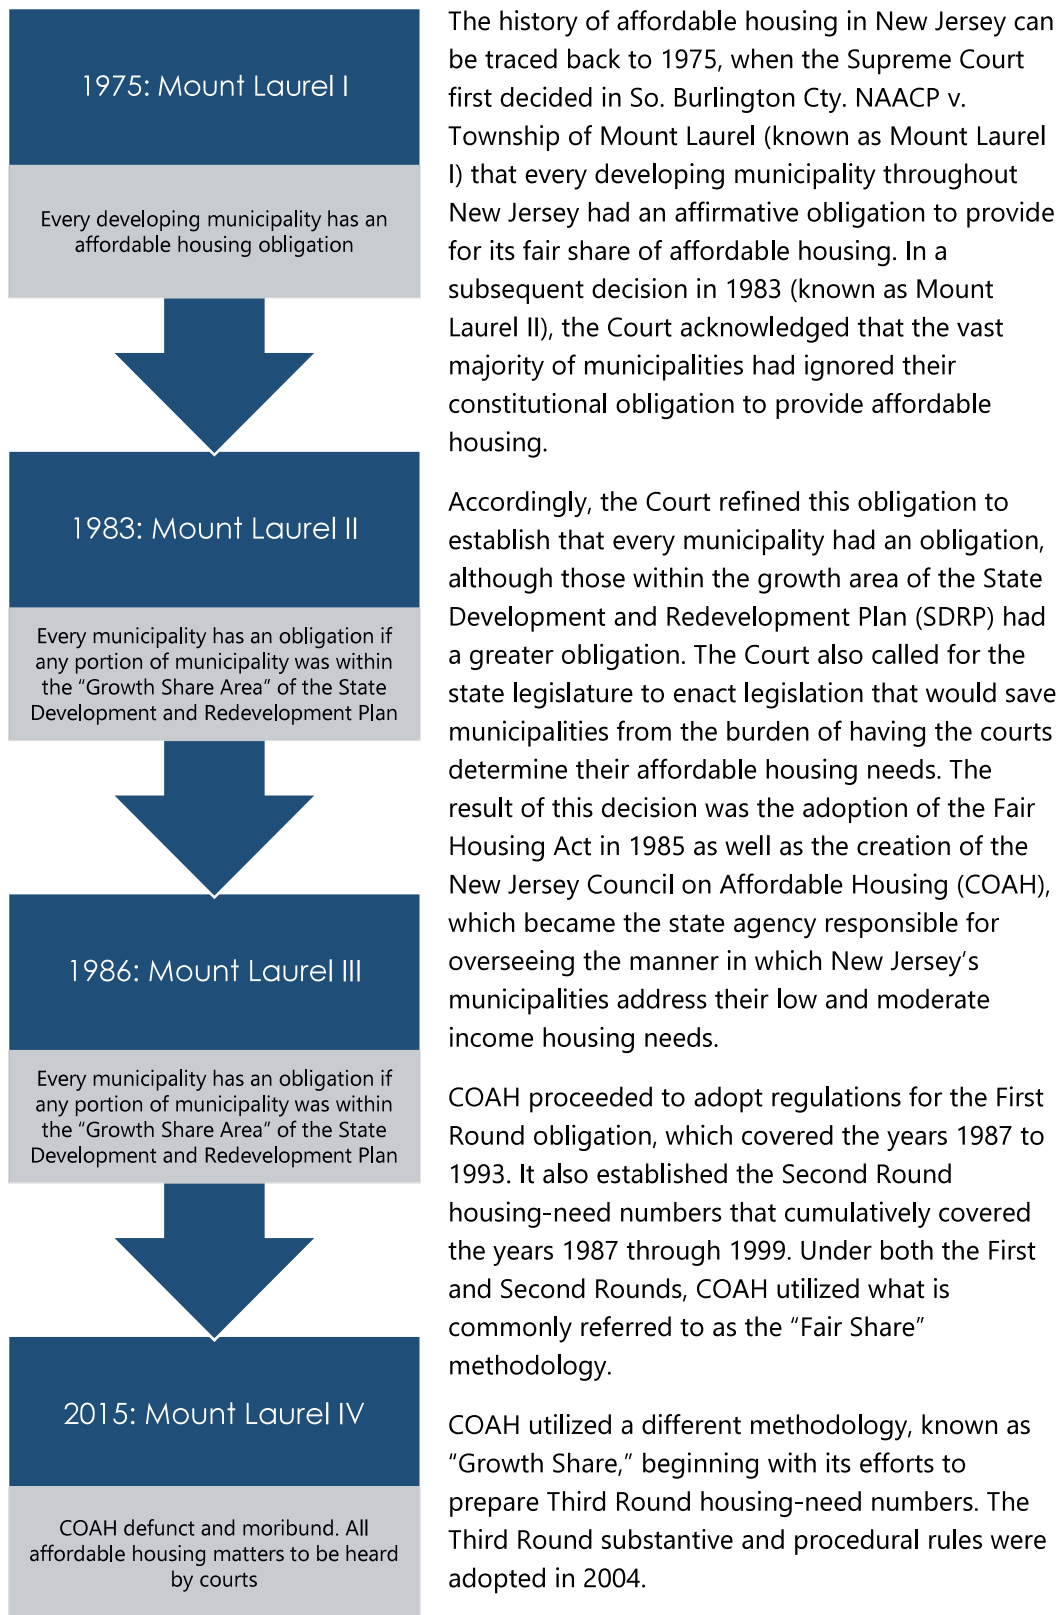 1975: Mount Laurel I
Every developing municipality has an
affordable housing obligation
1983: Mount Laurel II
Every municipality has an obligation if
any portion of municipality was within
the “Growth Share Area” of the State
Development and Redevelopment Plan
1986: Mount Laurel III
Every municipality has an obligation if
any portion of municipality was within
the “Growth Share Area” of the State
Development and Redevelopment Plan
2015: Mount Laurel IV
COAH defunct and moribund. All
affordable housing matters to be heard
by courts
The history of affordable housing in New Jersey can
be traced back to 1975, when the Supreme Court
first decided in So. Burlington Cty. NAACP v.
Township of Mount Laurel (known as Mount Laurel
I) that every developing municipality throughout
New Jersey had an affirmative obligation to provide
for its fair share of affordable housing. In a
subsequent decision in 1983 (known as Mount
Laurel II), the Court acknowledged that the vast
majority of municipalities had ignored their
constitutional obligation to provide affordable
housing.
Accordingly, the Court refined this obligation to
establish that every municipality had an obligation,
although those within the growth area of the State
Development and Redevelopment Plan (SDRP) had
a greater obligation. The Court also called for the
state legislature to enact legislation that would save
municipalities from the burden of having the courts
determine their affordable housing needs. The
result of this decision was the adoption of the Fair
Housing Act in 1985 as well as the creation of the
New Jersey Council on Affordable Housing (COAH),
which became the state agency responsible for
overseeing the manner in which New Jersey’s
municipalities address their low and moderate
income housing needs.
COAH proceeded to adopt regulations for the First
Round obligation, which covered the years 1987 to
1993. It also established the Second Round
housing-need numbers that cumulatively covered
the years 1987 through 1999. Under both the First
and Second Rounds, COAH utilized what is
commonly referred to as the “Fair Share”
methodology.
COAH utilized a different methodology, known as
“Growth Share,” beginning with its efforts to
prepare Third Round housing-need numbers. The
Third Round substantive and procedural rules were
adopted in 2004.